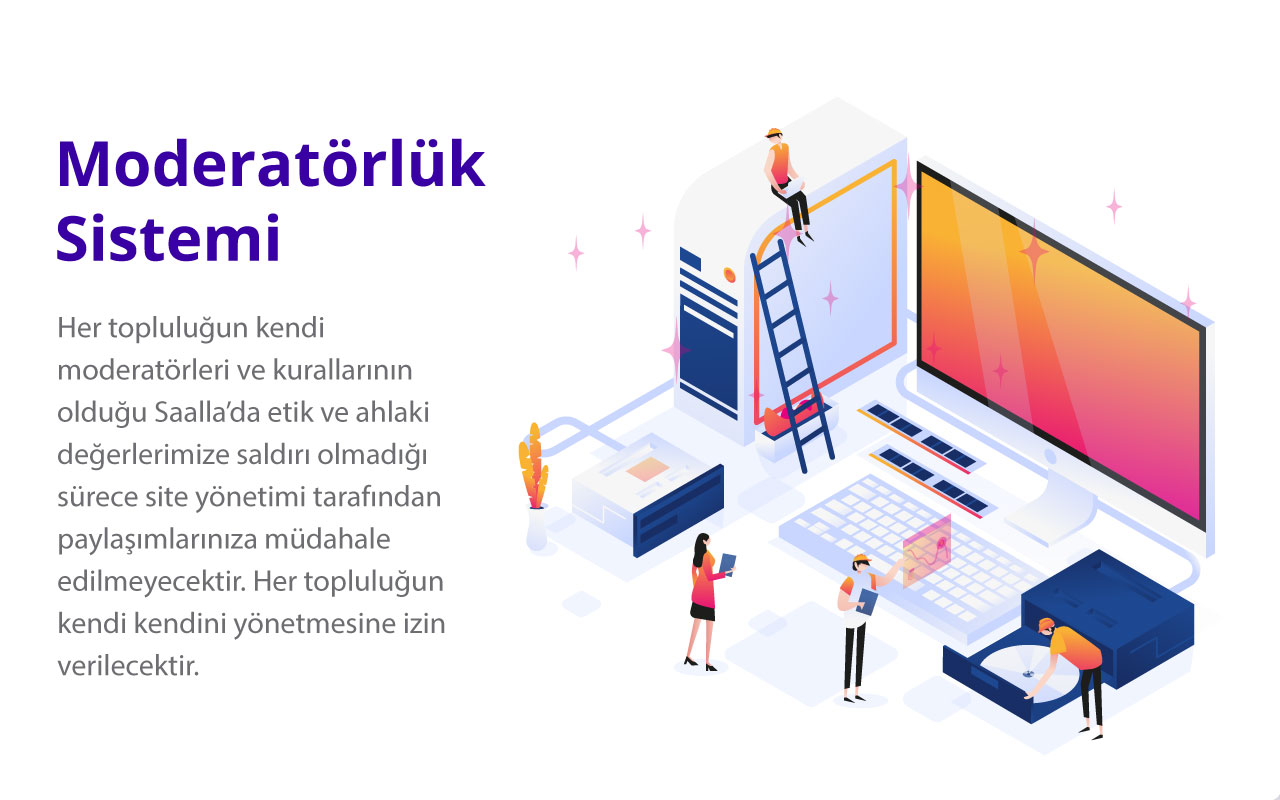 Moderatörlük
Sistemi
Her topluluğun kendi
moderatörleri ve kurallarının
olduğu Saalla’da etik ve ahlaki
değerlerimize saldırı olmadığı
sürece site yönetimi tarafından
paylaşımlarınıza müdahale
edilmeyecektir. Her topluluğun
kendi kendini yönetmesine izin
verilecektir.